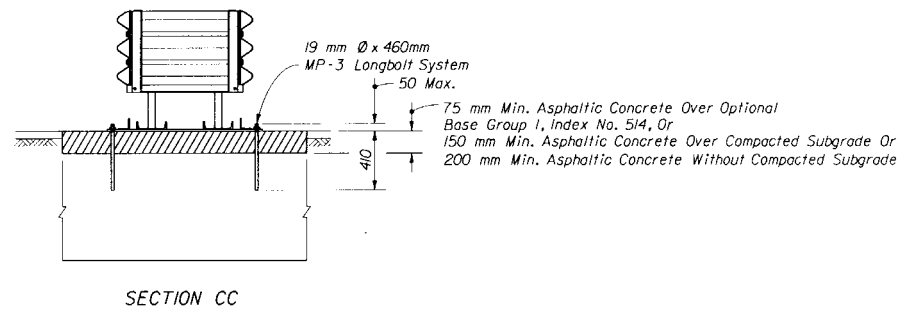 19 mm Ø x 460mm
MP-3 Longbolt System
50 Max.
75 mm Min. Asphaltic Concrete Over Optional
Base Group 1, Index No. 514, Or
150 mm Min. Asphaltic Concrete Over Compacted Subgrade Or
200 mm Min. Asphaltic Concrete Without Compacted Subgrade
410
SECTION CC